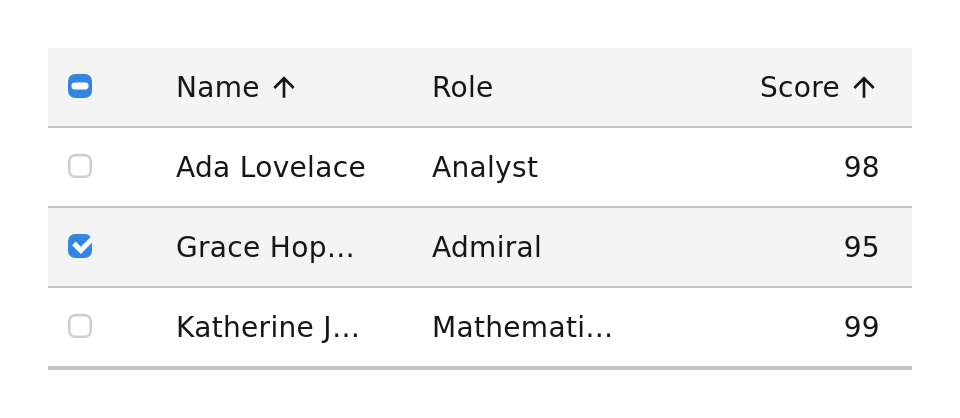 Name ↑ Role Score ↑
Ada Lovelace Analyst 98
Grace Hop... Admiral 95
Katherine J... Mathemati... 99